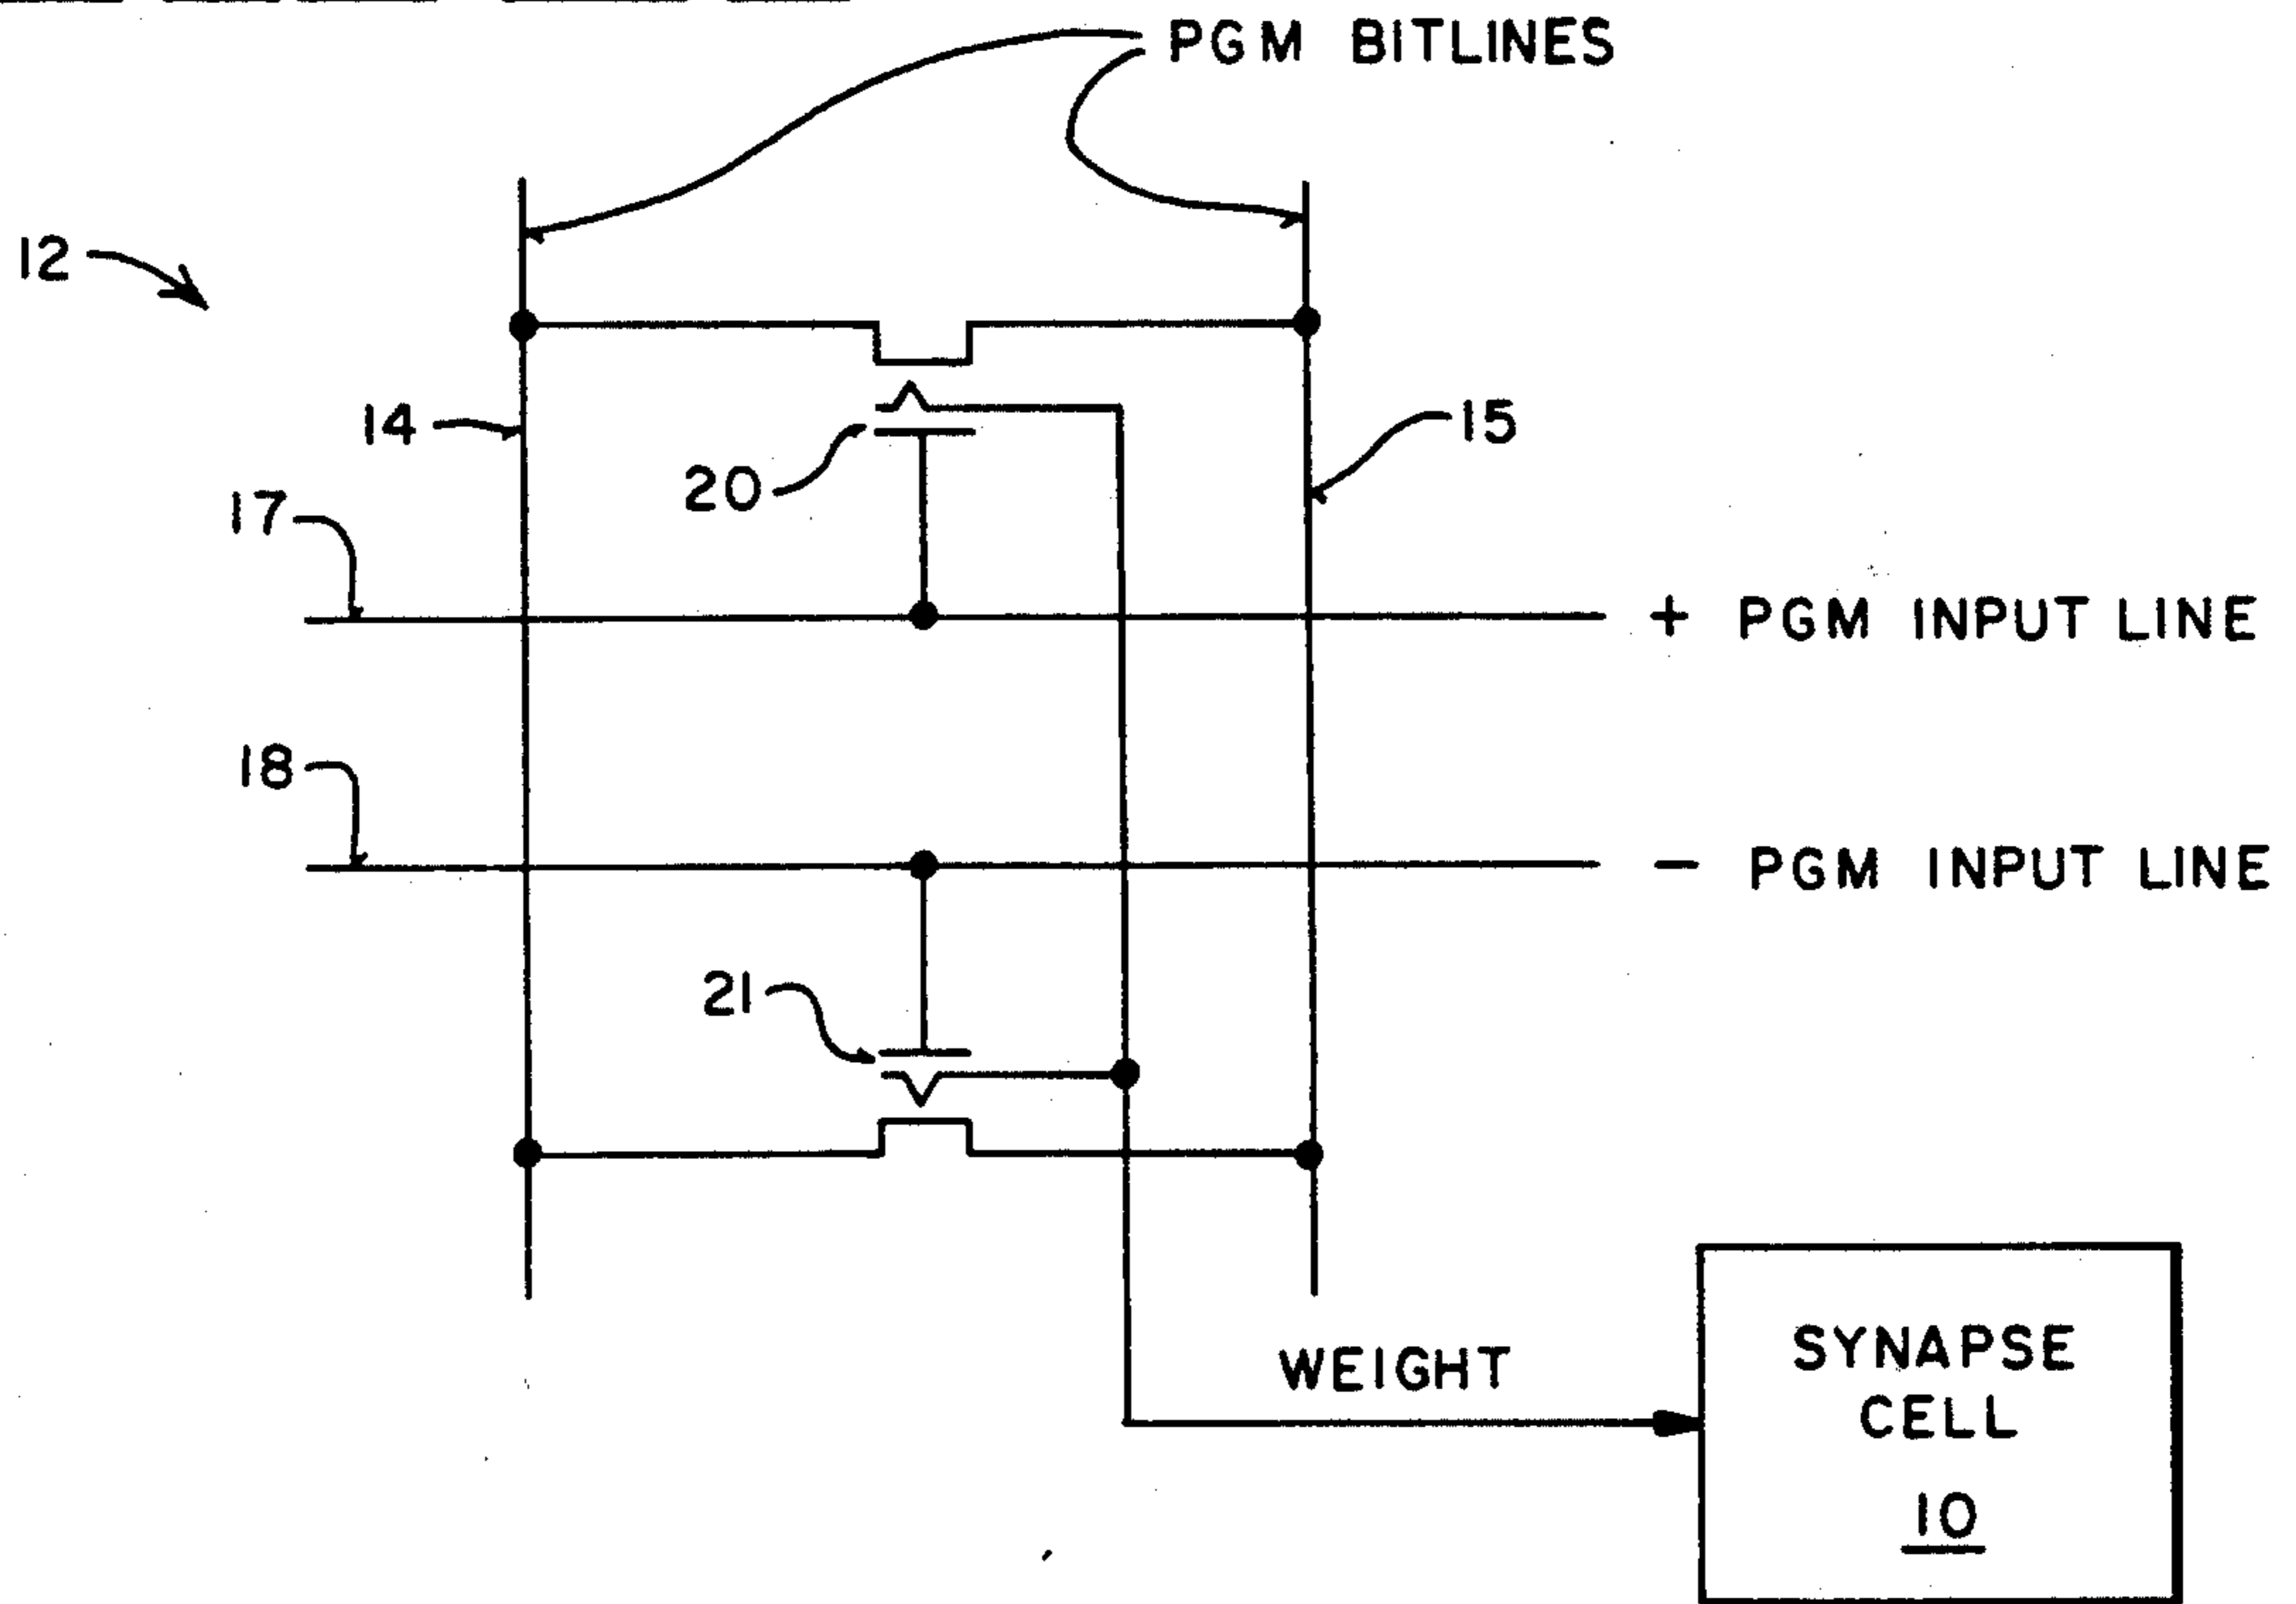 PGM BITLINES
12
14
15
20
17
+ PGM INPUT LINE
18
- PGM INPUT LINE
21
WEIGHT
SYNAPSE
CELL
10